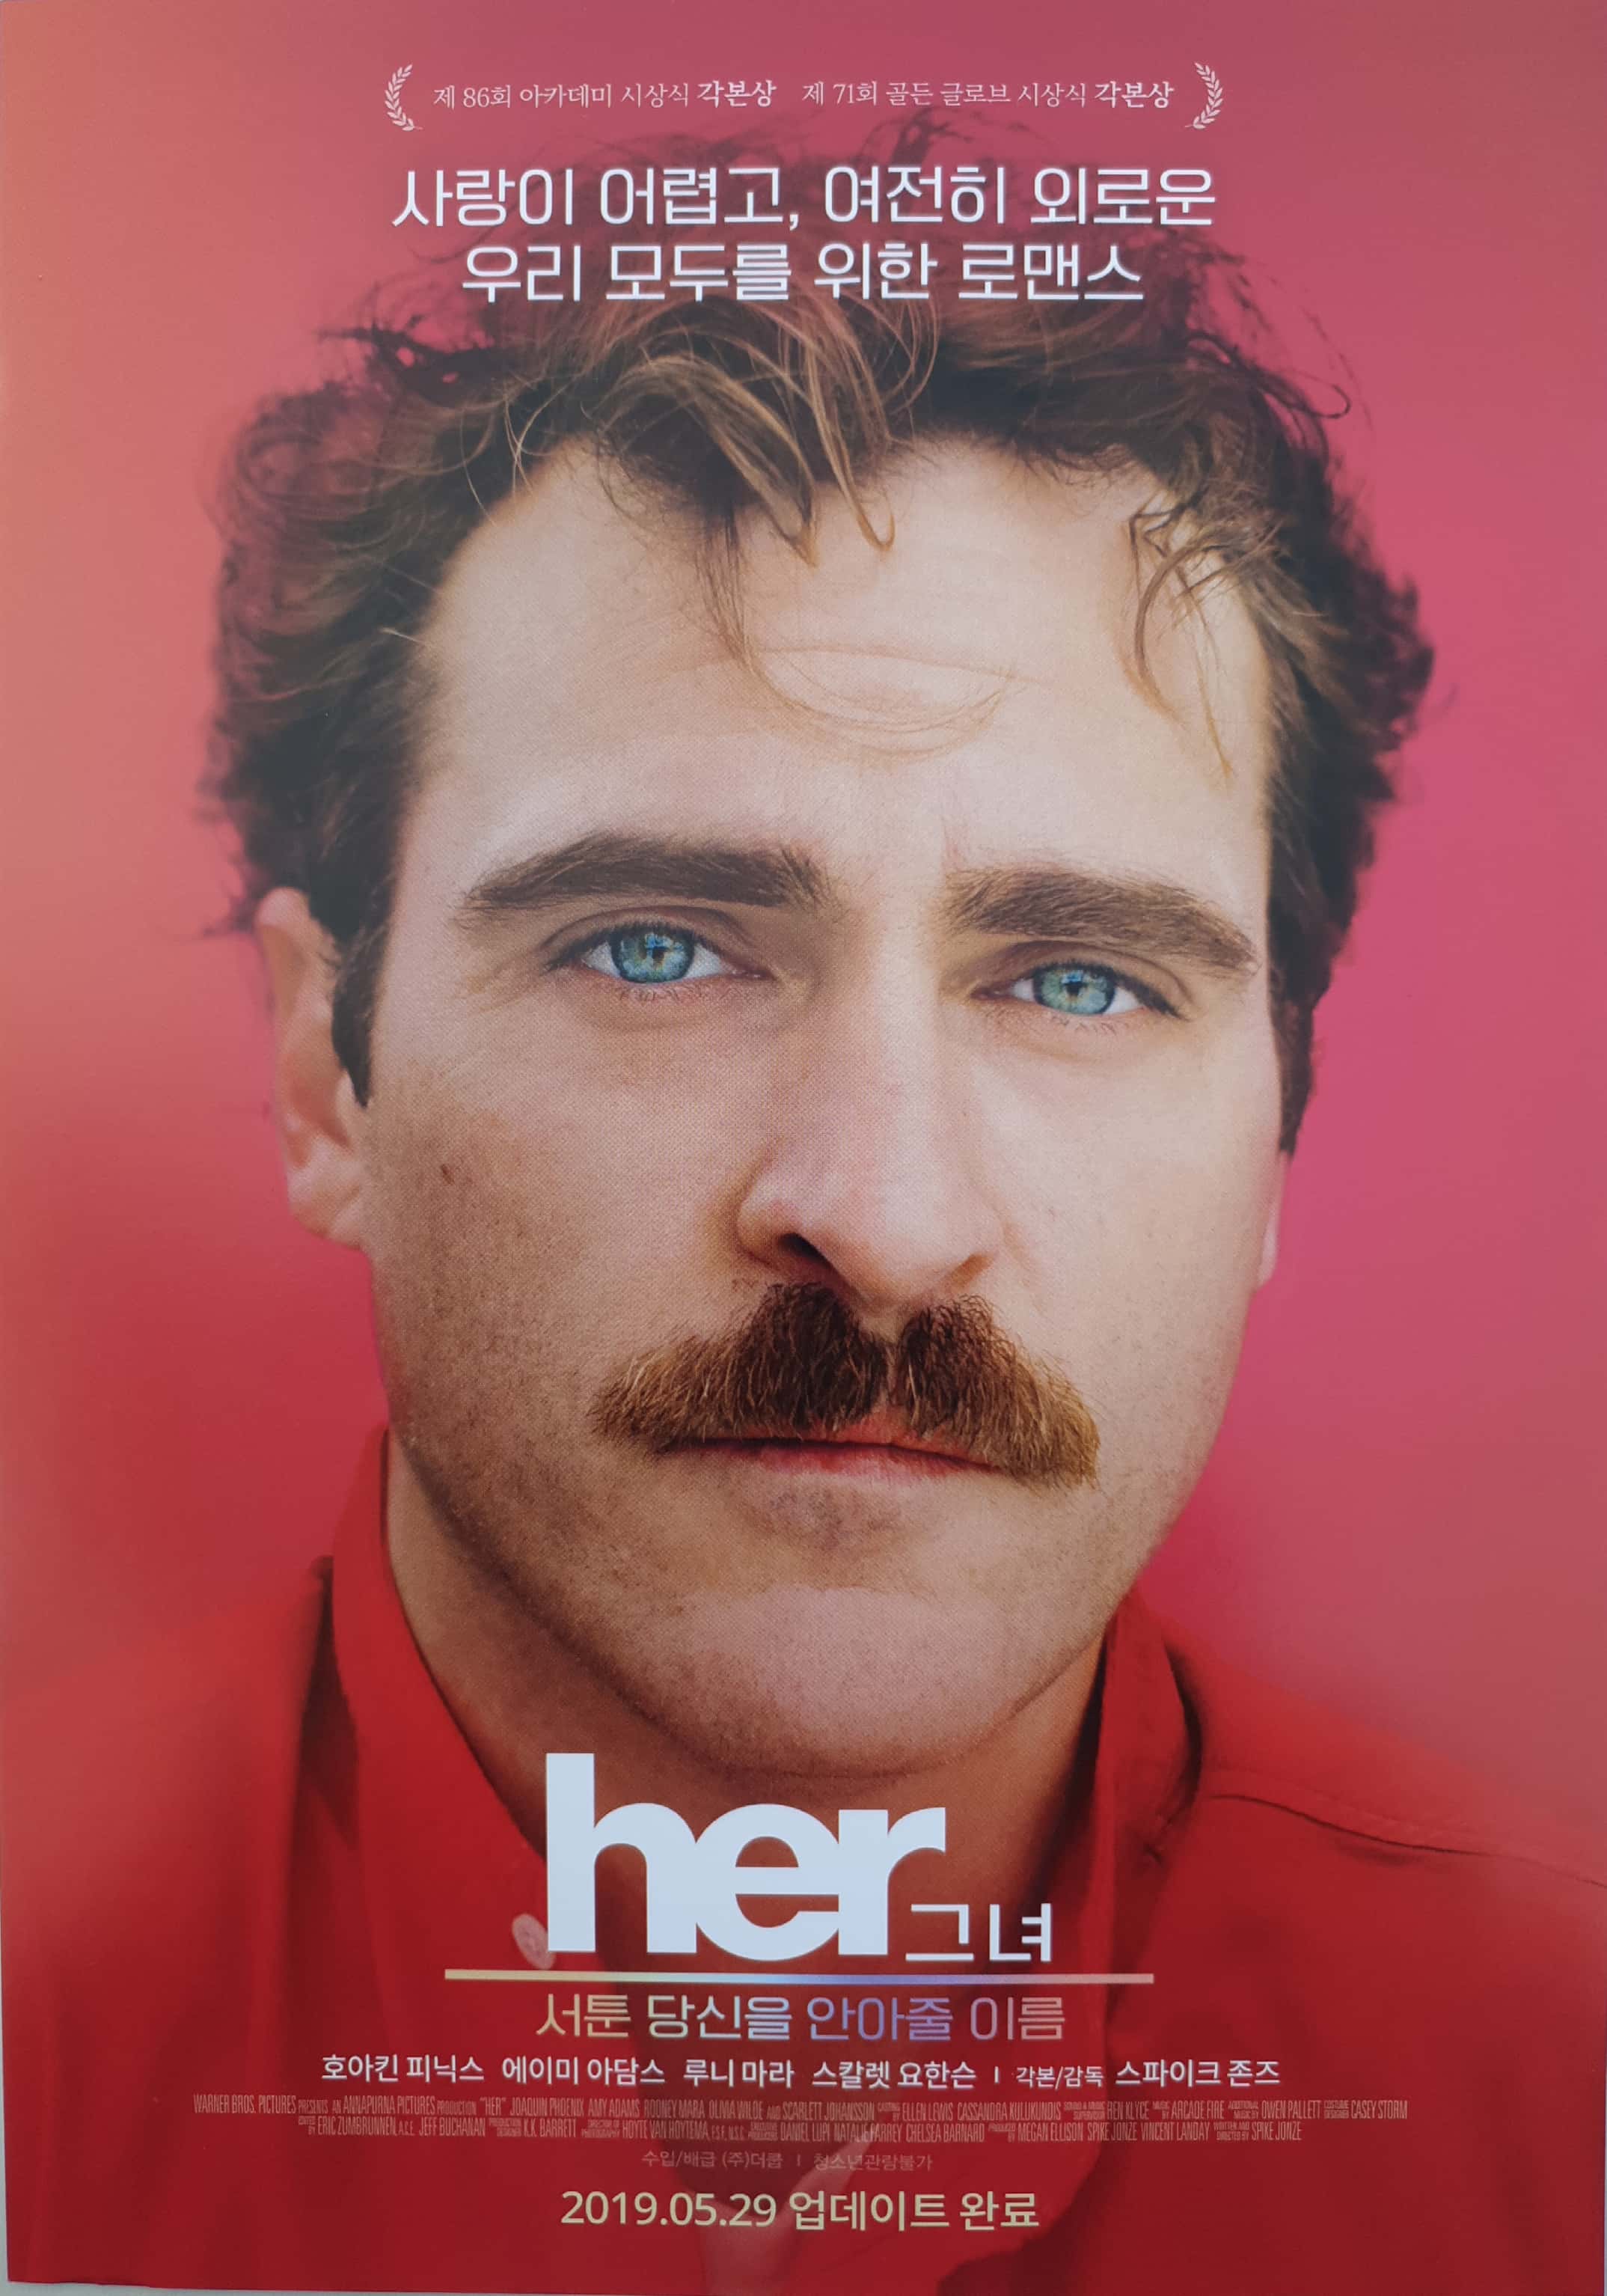 제 86회 아카데미 시상식 각본상 제 71회 골든 글로브 시상식 각본상
사랑이 어렵고, 여전히 외로운
우리 모두를 위한 로맨스
her 그녀
서툰 당신을 안아줄 이름
호아킨 피닉스 에이미 아담스 루니 마라 스칼렛 요한슨 | 각본/감독 스파이크 존즈
WARNER BROS. PICTURES PRESENTS AN ANNAPURNA PICTURES PRODUCTION "HER" JOAQUIN PHOENIX AMY ADAMS ROONEY MARA OLIVIA WILDE AND SCARLETT JOHANSSON ELLEN LEWIS CASSANDRA KULUKUNDIS REN KLYCE ARCADE FIRE OWEN PALLETT CASEY STORM
ERIC ZUMBRUNNEN, A.C.E. JEFF BUCHANAN K.K. BARRETT HOYTE VAN HOYTEMA, F.S.F., N.S.C. DANIEL LUPI NATALIE FARREY CHELSEA BARNARD MEGAN ELLISON SPIKE JONZE VINCENT LANDAY SPIKE JONZE
수입/배급 (주)더쿱 | 청소년관람불가
2019.05.29 업데이트 완료